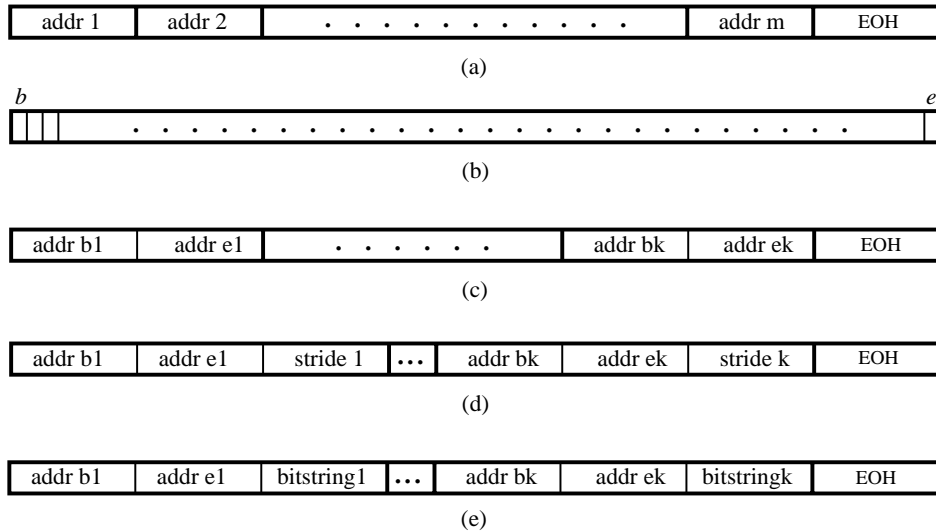 addr 1 addr 2 . . . . . . . . . . . addr m EOH
(a)
b e
. . . . . . . . . . . . . . . . . . . . . . . . .
(b)
addr b1 addr e1 . . . . . . addr bk addr ek EOH
(c)
addr b1 addr e1 stride 1 ... addr bk addr ek stride k EOH
(d)
addr b1 addr e1 bitstring1 ... addr bk addr ek bitstringk EOH
(e)